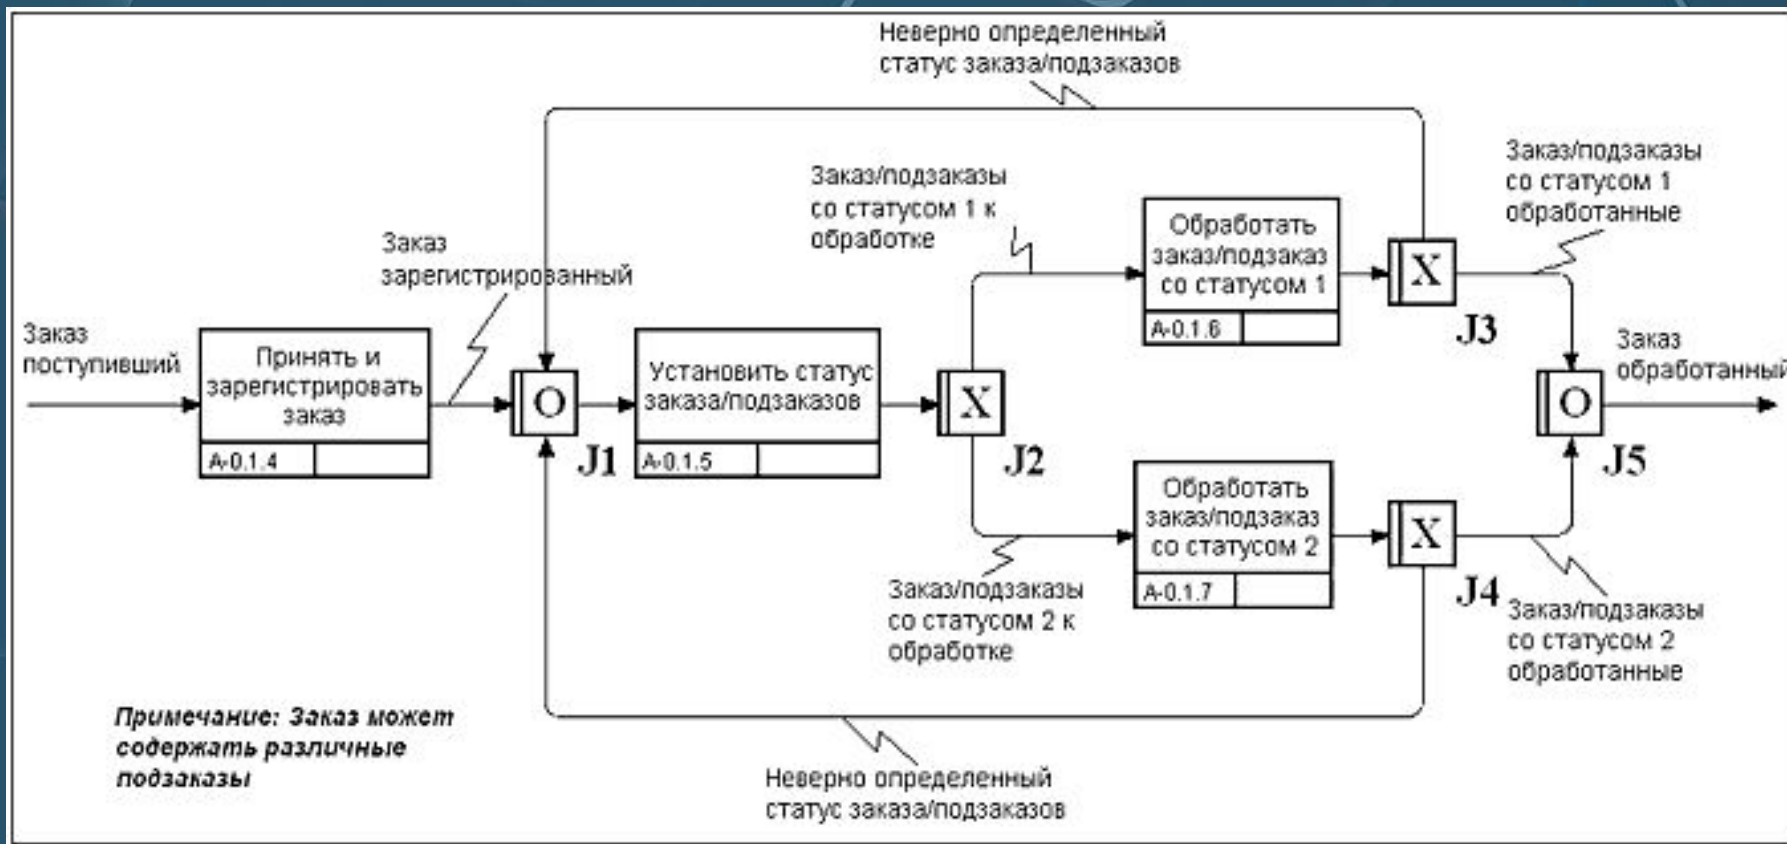 Неверно определенный
статус заказа/подзаказов
Заказ/подзаказы
со статусом 1
обработанные
Заказ/подзаказы
со статусом 1 к
обработке
Обработать
заказ/подзаказ
со статусом 1
А-0.1.6
X
J3
Заказ
зарегистрированный
Заказ
поступивший
Принять и
зарегистрировать
заказ
А-0.1.4
O
J1
Установить статус
заказа/подзаказов
А-0.1.5
X
J2
Заказ
обработанный
O
J5
Обработать
заказ/подзаказ
со статусом 2
А-0.1.7
X
J4
Заказ/подзаказы
со статусом 2 к
обработке
Заказ/подзаказы
со статусом 2
обработанные
Примечание: Заказ может
содержать различные
подзаказы
Неверно определенный
статус заказа/подзаказов